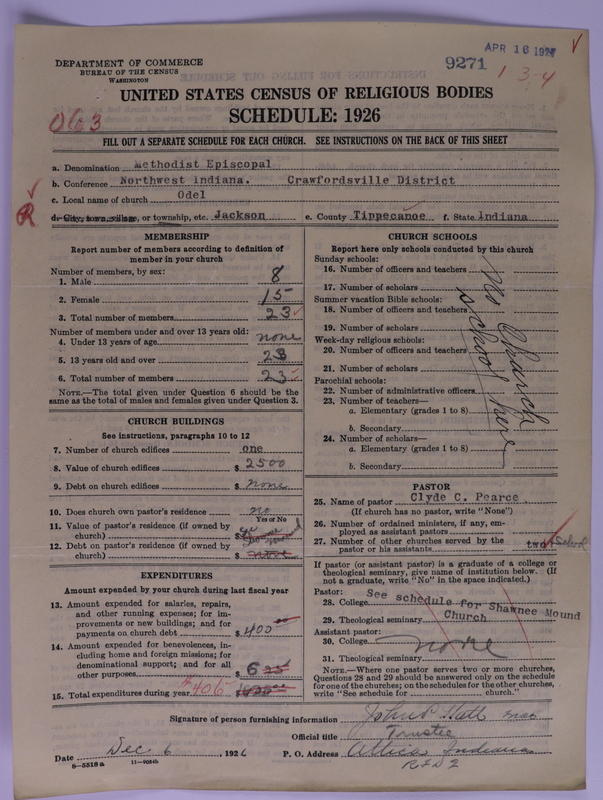 APR 16 1927
9271
1 3-4
DEPARTMENT OF COMMERCE
BUREAU OF THE CENSUS
WASHINGTON
UNITED STATES CENSUS OF RELIGIOUS BODIES
SCHEDULE: 1926
063
FILL OUT A SEPARATE SCHEDULE FOR EACH CHURCH. SEE INSTRUCTIONS ON THE BACK OF THIS SHEET
a. Denomination Methodist Episcopal
b. Conference Northwest Indiana. Crawfordsville District
c. Local name of church Odel
R
d. City, town, village, or township, etc. Jackson e. County Tippecanoe f. State Indiana
MEMBERSHIP
Report number of members according to definition of
member in your church
Number of members, by sex:
1. Male 8
2. Female 15
3. Total number of members 23
Number of members under and over 13 years old:
4. Under 13 years of age none
5. 13 years old and over 23
6. Total number of members 23
NOTE.—The total given under Question 6 should be the
same as the total of males and females given under Question 3.
CHURCH BUILDINGS
See instructions, paragraphs 10 to 12
7. Number of church edifices one
8. Value of church edifices $ 2500
9. Debt on church edifices $ none
10. Does church own pastor's residence? no
Yes or No
11. Value of pastor's residence (if owned by
church) $
12. Debt on pastor's residence (if owned by
church) $ none
EXPENDITURES
Amount expended by your church during last fiscal year
13. Amount expended for salaries, repairs,
and other running expenses; for im-
provements or new buildings; and for
payments on church debt $ 400
14. Amount expended for benevolences, in-
cluding home and foreign missions; for
denominational support; and for all
other purposes $ 6
15. Total expenditures during year $406
CHURCH SCHOOLS
Report here only schools conducted by this church
Sunday schools:
16. Number of officers and teachers
17. Number of scholars
Summer vacation Bible schools:
18. Number of officers and teachers
19. Number of scholars
Week-day religious schools:
20. Number of officers and teachers
21. Number of scholars
Parochial schools:
22. Number of administrative officers
23. Number of teachers—
a. Elementary (grades 1 to 8)
b. Secondary
24. Number of scholars—
a. Elementary (grades 1 to 8)
b. Secondary
No Church
school here
PASTOR
25. Name of pastor Clyde C. Pearce
(If church has no pastor, write "None")
26. Number of ordained ministers, if any, em-
ployed as assistant pastors
27. Number of other churches served by the
pastor or his assistants two
If pastor (or assistant pastor) is a graduate of a college or
theological seminary, give name of institution below. (If
not a graduate, write "No" in the space indicated.)
Pastor:
28. College See schedule for Shawnee Mound
29. Theological seminary Church
Assistant pastor:
30. College none
31. Theological seminary
NOTE.—Where one pastor serves two or more churches,
Questions 28 and 29 should be answered only on the schedule
for one of the churches; on the schedules for the other churches,
write "See schedule for church."
Signature of person furnishing information John
Official title Trustee
Date Dec 6, 1926 P. O. Address Attica Indiana
RFD 2
8—5518a 11—9024b